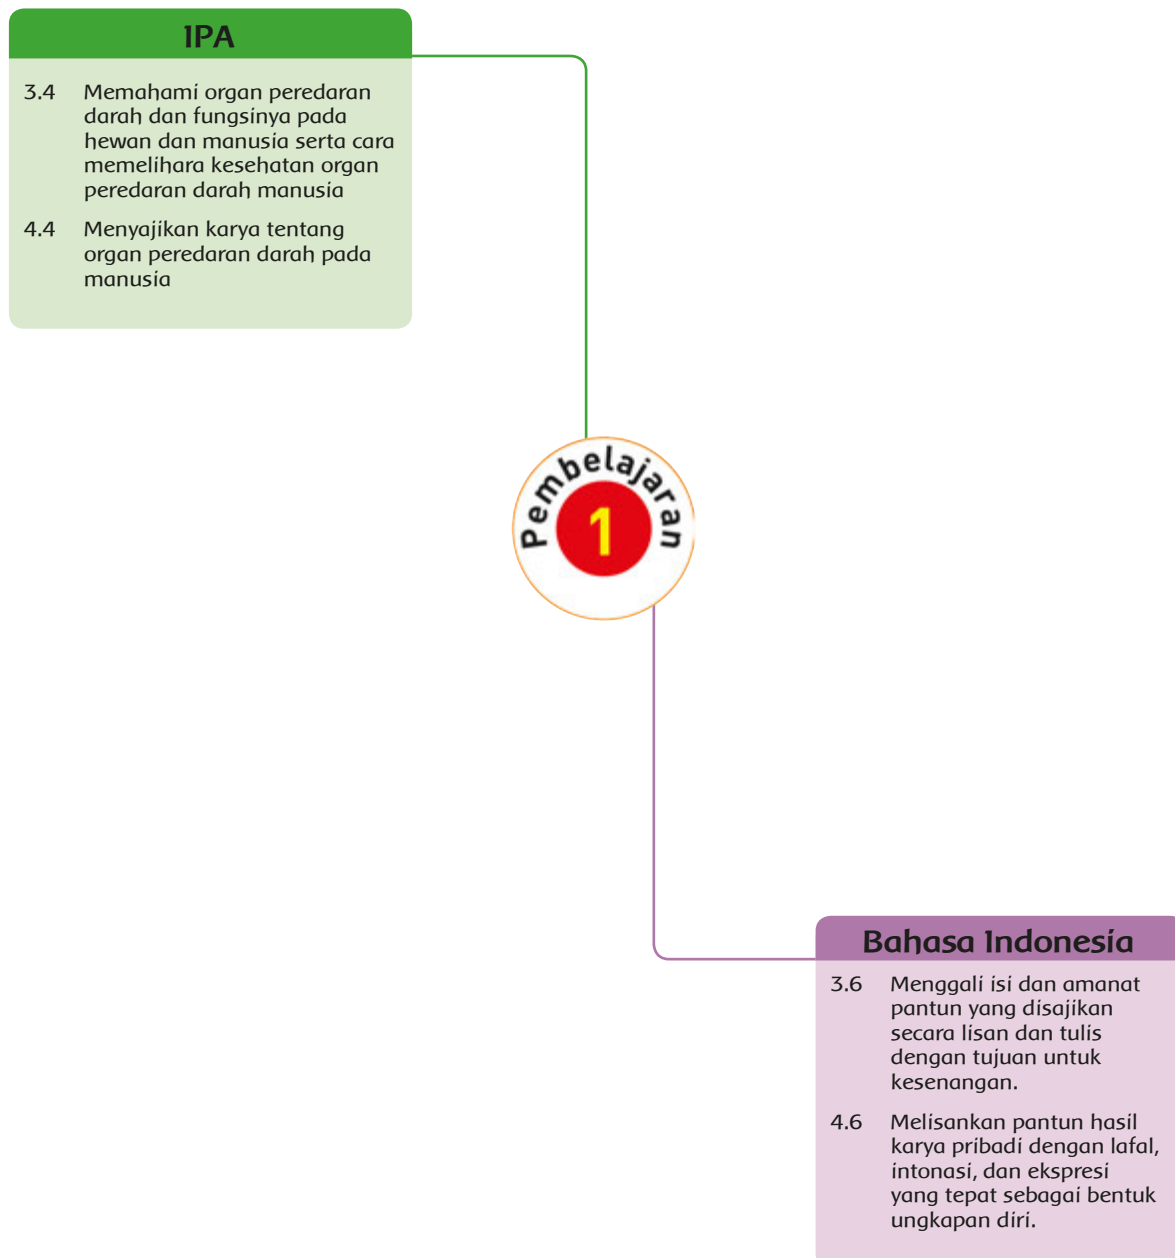 IPA
3.4 Memahami organ peredaran
darah dan fungsinya pada
hewan dan manusia serta cara
memelihara kesehatan organ
peredaran darah manusia
4.4 Menyajikan karya tentang
organ peredaran darah pada
manusia
Pembelajaran
1
Bahasa Indonesia
3.6 Menggali isi dan amanat
pantun yang disajikan
secara lisan dan tulis
dengan tujuan untuk
kesenangan.
4.6 Melisankan pantun hasil
karya pribadi dengan lafal,
intonasi, dan ekspresi
yang tepat sebagai bentuk
ungkapan diri.